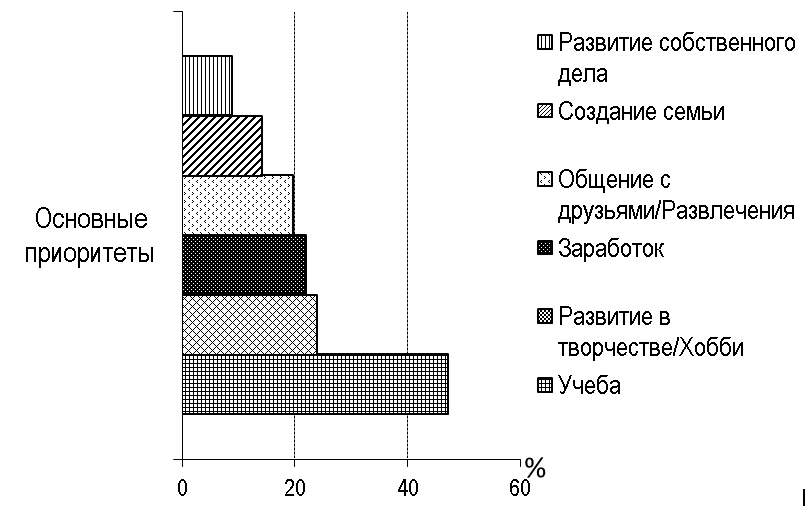 Развитие собственного
дела
Создание семьи
Общение с
друзьями/Развлечения
Заработок
Развитие в
творчестве/Хобби
Учеба
Основные
приоритеты
0 20 40 60 %